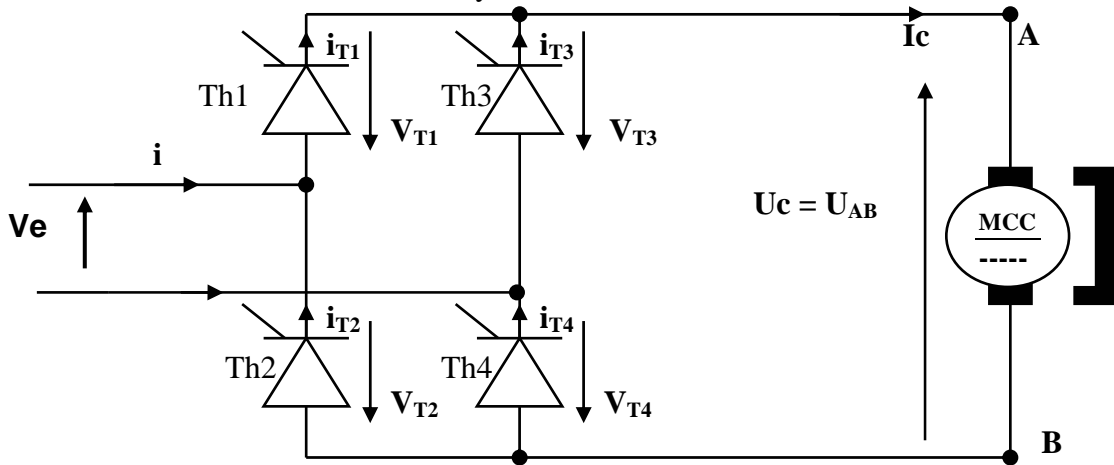 iT1
iT3
Ic
A
Th1
Th3
VT1
VT3
i
Ve
Uc = UAB
MCC
-----
iT2
iT4
Th2
Th4
VT2
VT4
B